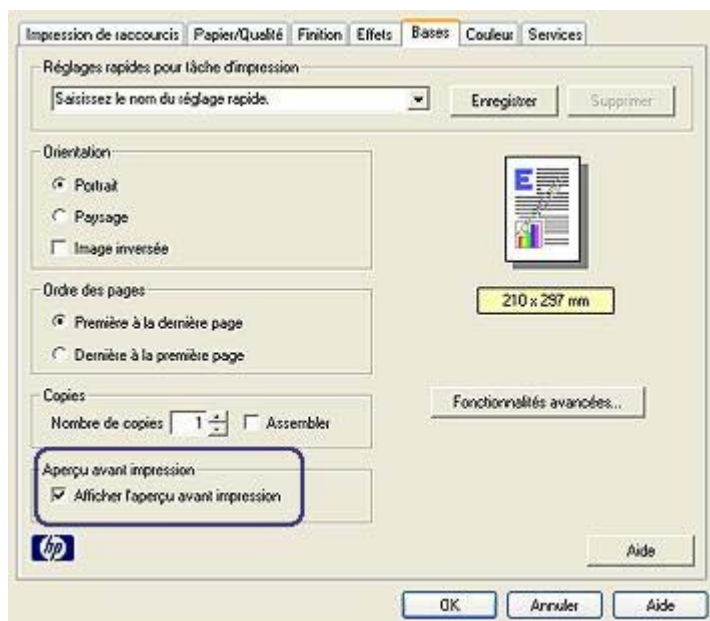 Impression de raccourcis Papier/Qualité Finition Effets Bases Couleur Services
Réglages rapides pour tâche d'impression
Saisissez le nom du réglage rapide. Enregistrer Supprimer
Orientation
Portrait
Paysage
Image inversée
E
210 x 297 mm
Ordre des pages
Première à la dernière page
Dernière à la première page
Copies
Nombre de copies 1 Assembler
Fonctionnalités avancées...
Aperçu avant impression
Afficher l'aperçu avant impression
hp
Aide
OK Annuler Aide